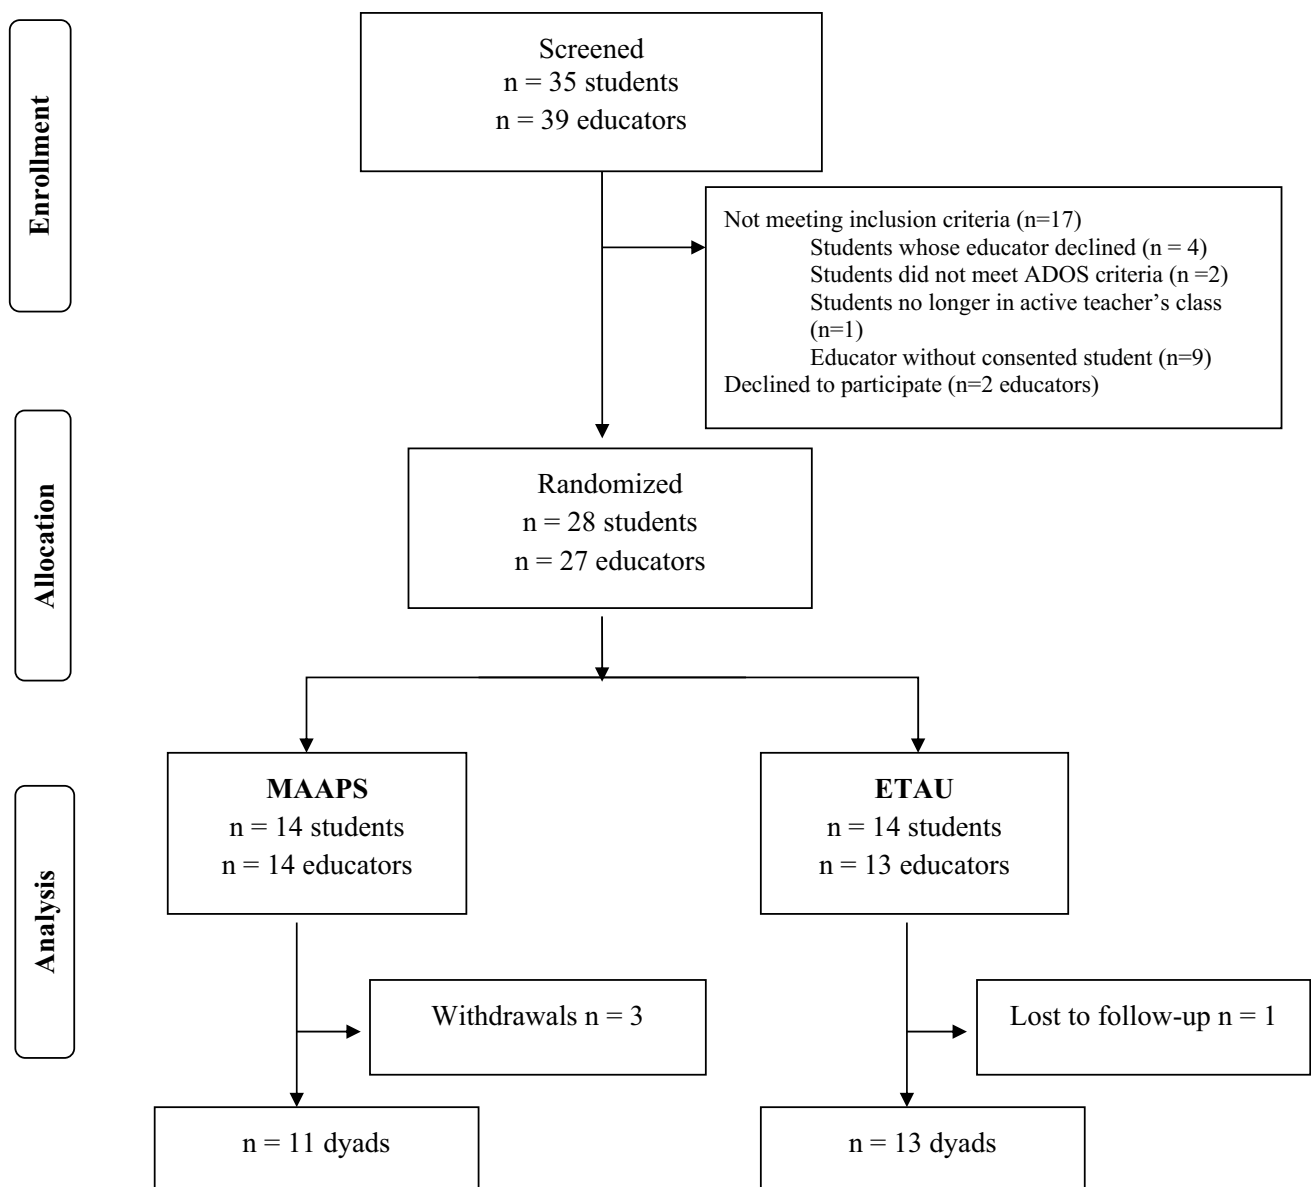 Enrollment
Screened
n = 35 students
n = 39 educators
Not meeting inclusion criteria (n=17)
Students whose educator declined (n = 4)
Students did not meet ADOS criteria (n =2)
Students no longer in active teacher’s class
(n=1)
Educator without consented student (n=9)
Declined to participate (n=2 educators)
Allocation
Randomized
n = 28 students
n = 27 educators
Analysis
MAAPS
n = 14 students
n = 14 educators
ETAU
n = 14 students
n = 13 educators
Withdrawals n = 3
Lost to follow-up n = 1
n = 11 dyads
n = 13 dyads